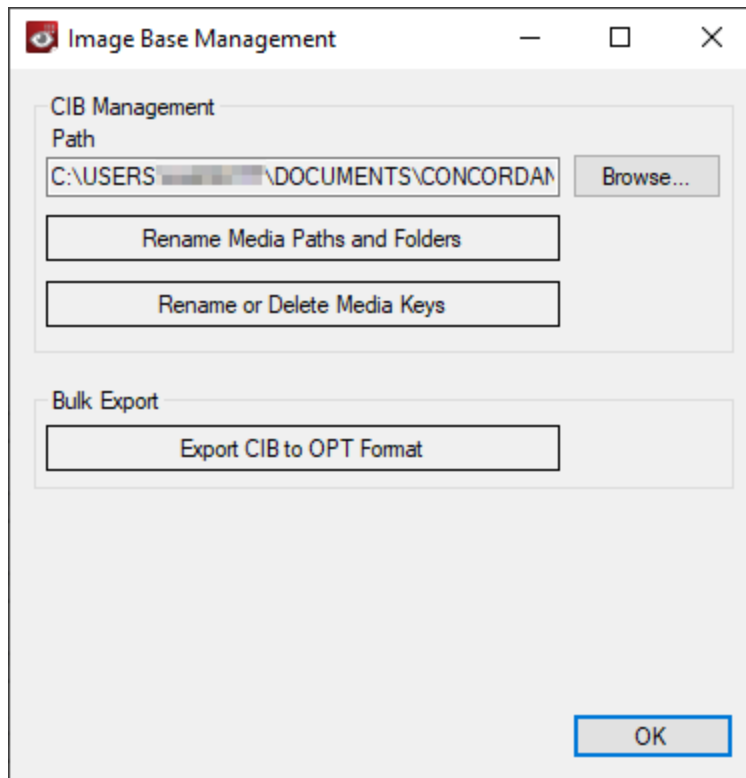 Image Base Management
CIB Management
Path
C:\USERS \DOCUMENTS\CONCORDAN
Browse...
Rename Media Paths and Folders
Rename or Delete Media Keys
Bulk Export
Export CIB to OPT Format
OK